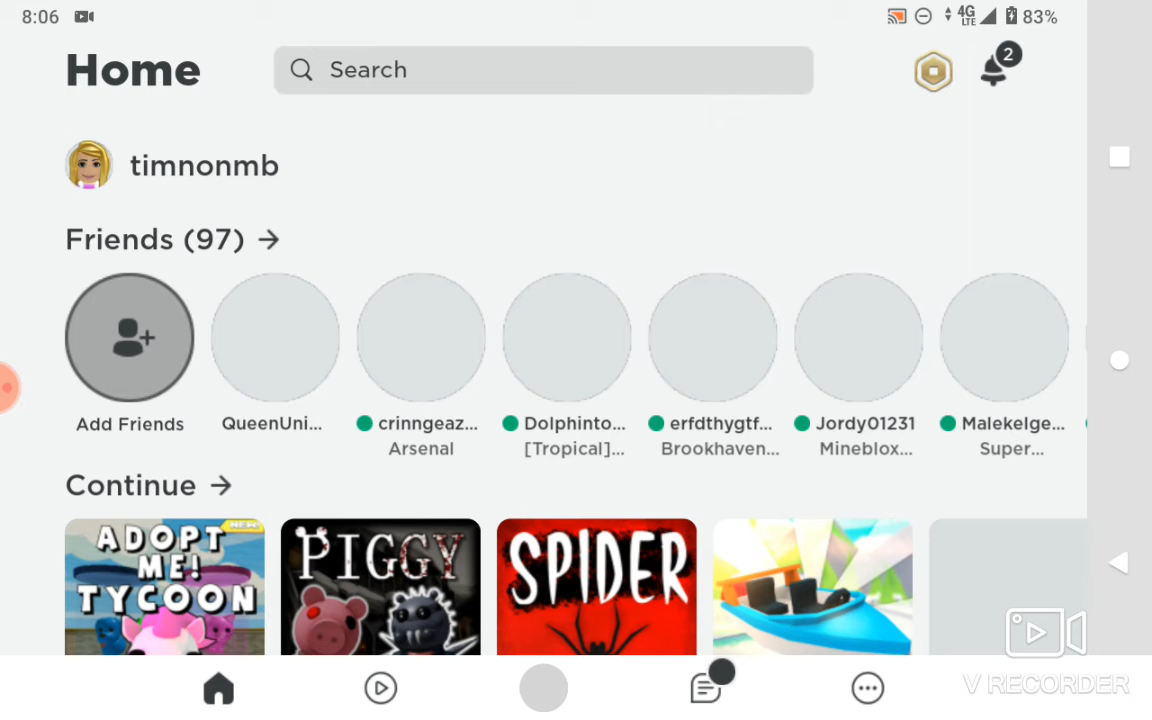 8:06
4G LTE 83%
Home
Search
2
timnonmb
Friends (97)
Add Friends
QueenUni...
crinngeaz...
Arsenal
Dolphinto...
[Tropical]...
erfdthygtf...
Brookhaven...
Jordy01231
Mineblox...
Malekelge...
Super...
Continue
NEW
ADOPT
ME!
TYCOON
PIGGY
SPIDER
V RECORDER